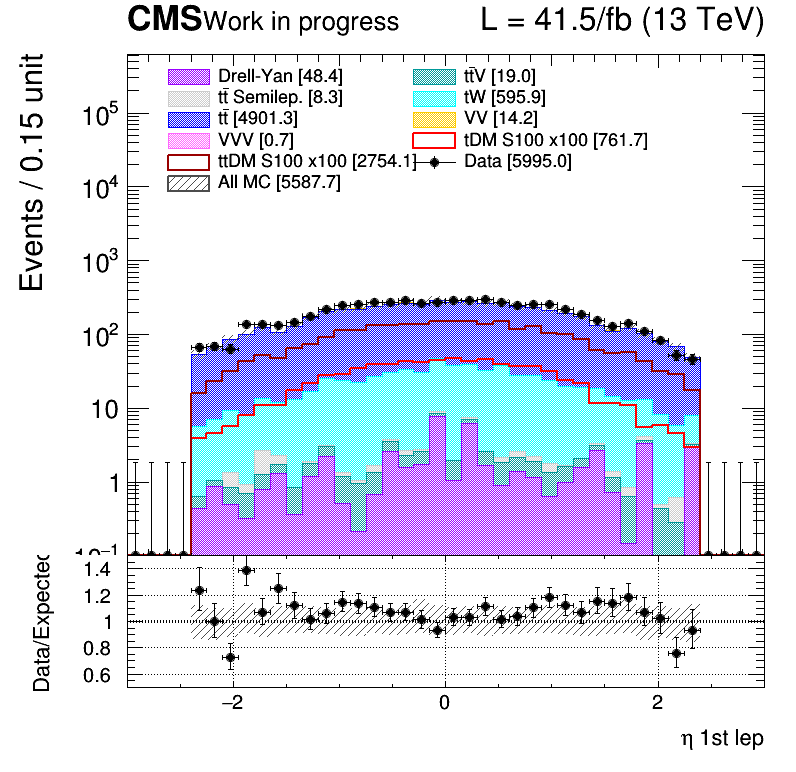 CMS Work in progress L = 41.5/fb (13 TeV)
Events / 0.15 unit
Drell-Yan [48.4] tt̄V [19.0]
tt̄ Semilep. [8.3] tW [595.9]
tt̄ [4901.3] VV [14.2]
VVV [0.7] tDM S100 x100 [761.7]
ttDM S100 x100 [2754.1] Data [5995.0]
All MC [5587.7]
10⁵
10⁴
10³
10²
10
1
10⁻¹
Data/Expected
1.4
1.2
1
0.8
0.6
−2 0 2
η 1st lep